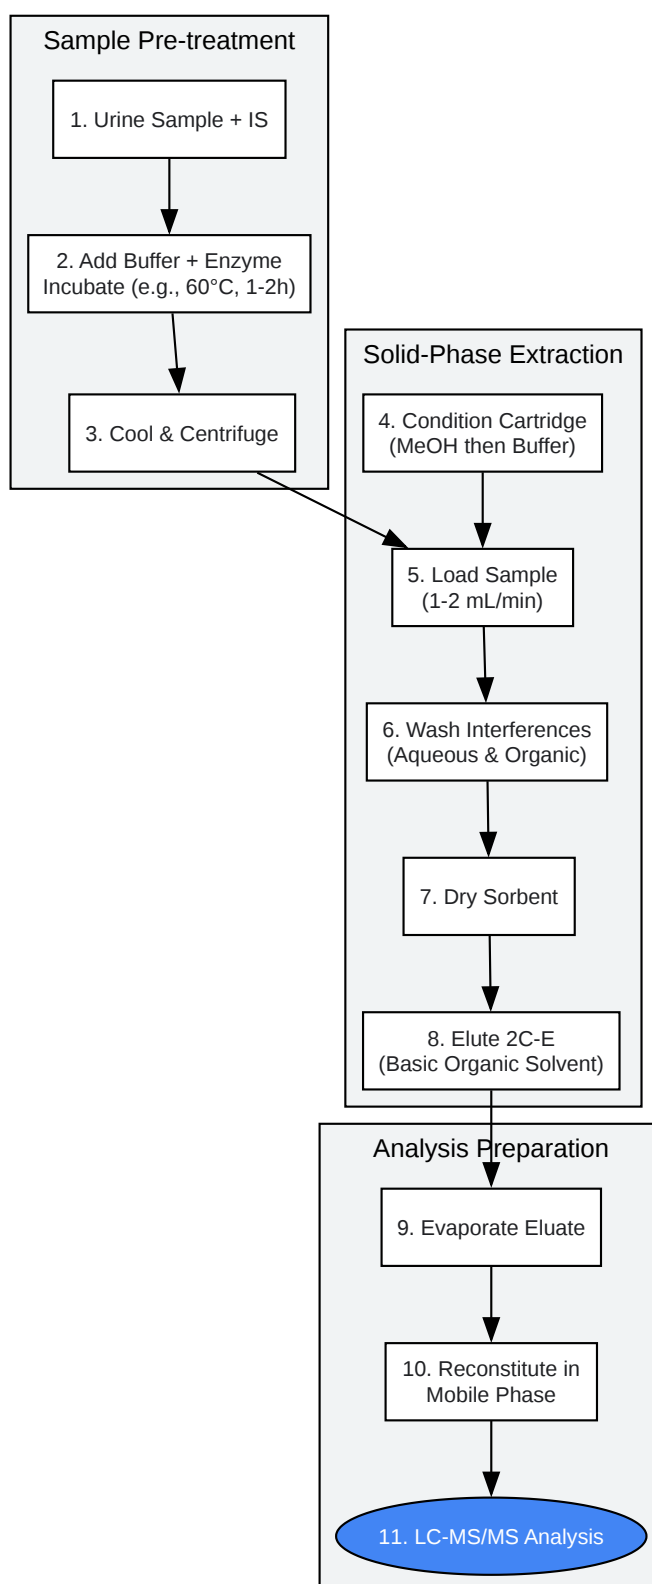 Sample Pre-treatment
1. Urine Sample + IS
2. Add Buffer + Enzyme
Incubate (e.g., 60°C, 1-2h)
3. Cool & Centrifuge
Solid-Phase Extraction
4. Condition Cartridge
(MeOH then Buffer)
5. Load Sample
(1-2 mL/min)
6. Wash Interferences
(Aqueous & Organic)
7. Dry Sorbent
8. Elute 2C-E
(Basic Organic Solvent)
Analysis Preparation
9. Evaporate Eluate
10. Reconstitute in
Mobile Phase
11. LC-MS/MS Analysis